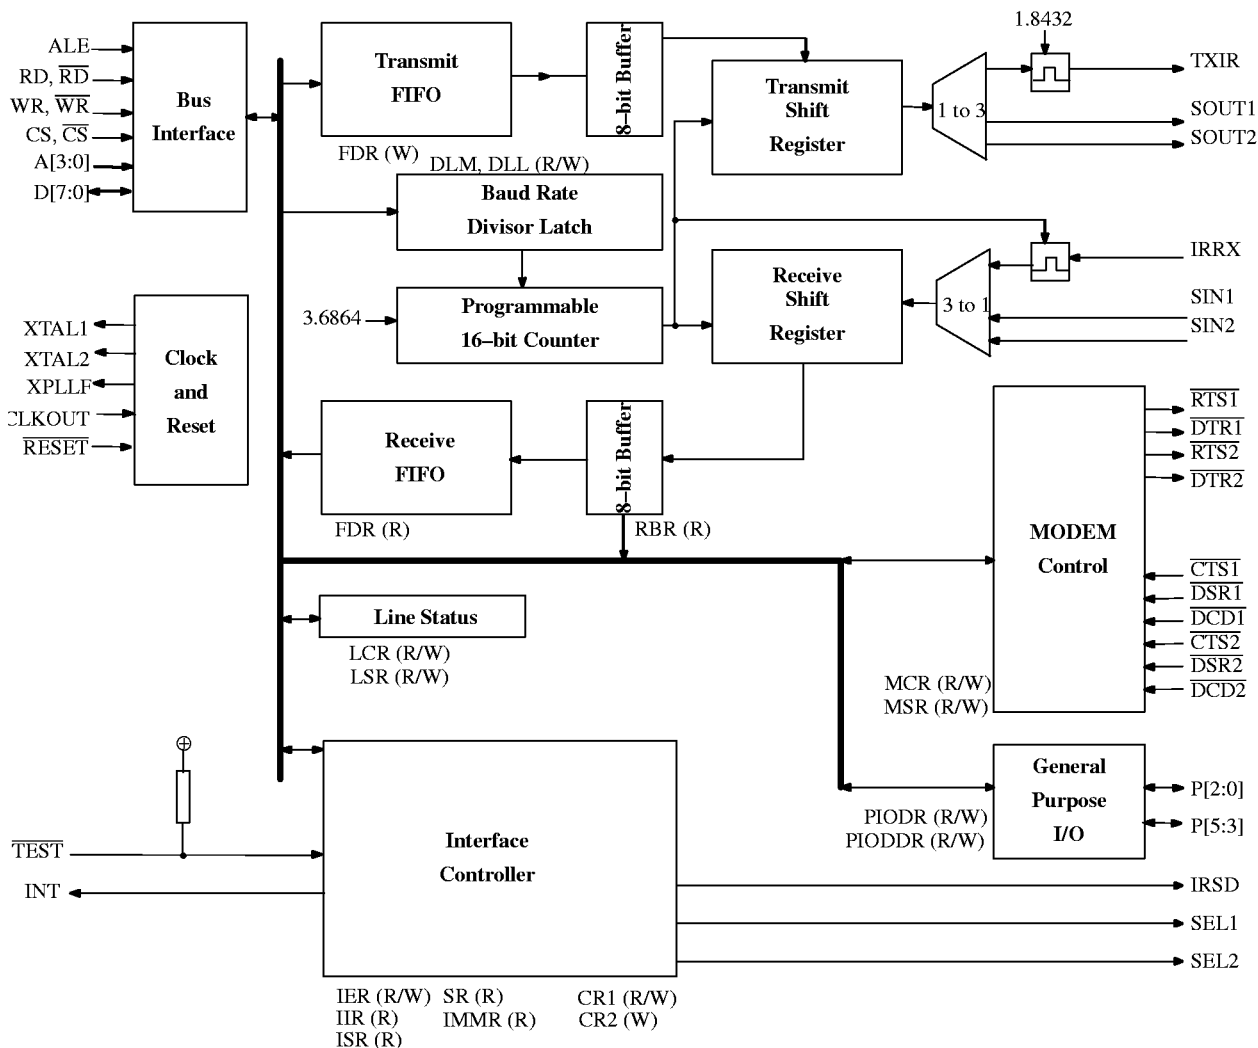 ALE
RD, RD
WR, WR
CS, CS
A[3:0]
D[7:0]
Bus
Interface
Transmit
FIFO
FDR (W)
8–bit Buffer
Transmit
Shift
Register
1 to 3
1.8432
TXIR
SOUT1
SOUT2
DLM, DLL (R/W)
Baud Rate
Divisor Latch
3.6864
Programmable
16–bit Counter
Receive
Shift
Register
3 to 1
IRRX
SIN1
SIN2
XTAL1
XTAL2
XPLLF
CLKOUT
RESET
Clock
and
Reset
Receive
FIFO
FDR (R)
8–bit Buffer
RBR (R)
MODEM
Control
RTS1
DTR1
RTS2
DTR2
CTS1
DSR1
DCD1
CTS2
DSR2
DCD2
MCR (R/W)
MSR (R/W)
Line Status
LCR (R/W)
LSR (R/W)
General
Purpose
I/O
P[2:0]
P[5:3]
PIODR (R/W)
PIODDR (R/W)
TEST
INT
Interface
Controller
IRSD
SEL1
SEL2
IER (R/W) SR (R) CR1 (R/W)
IIR (R) IMMR (R) CR2 (W)
ISR (R)